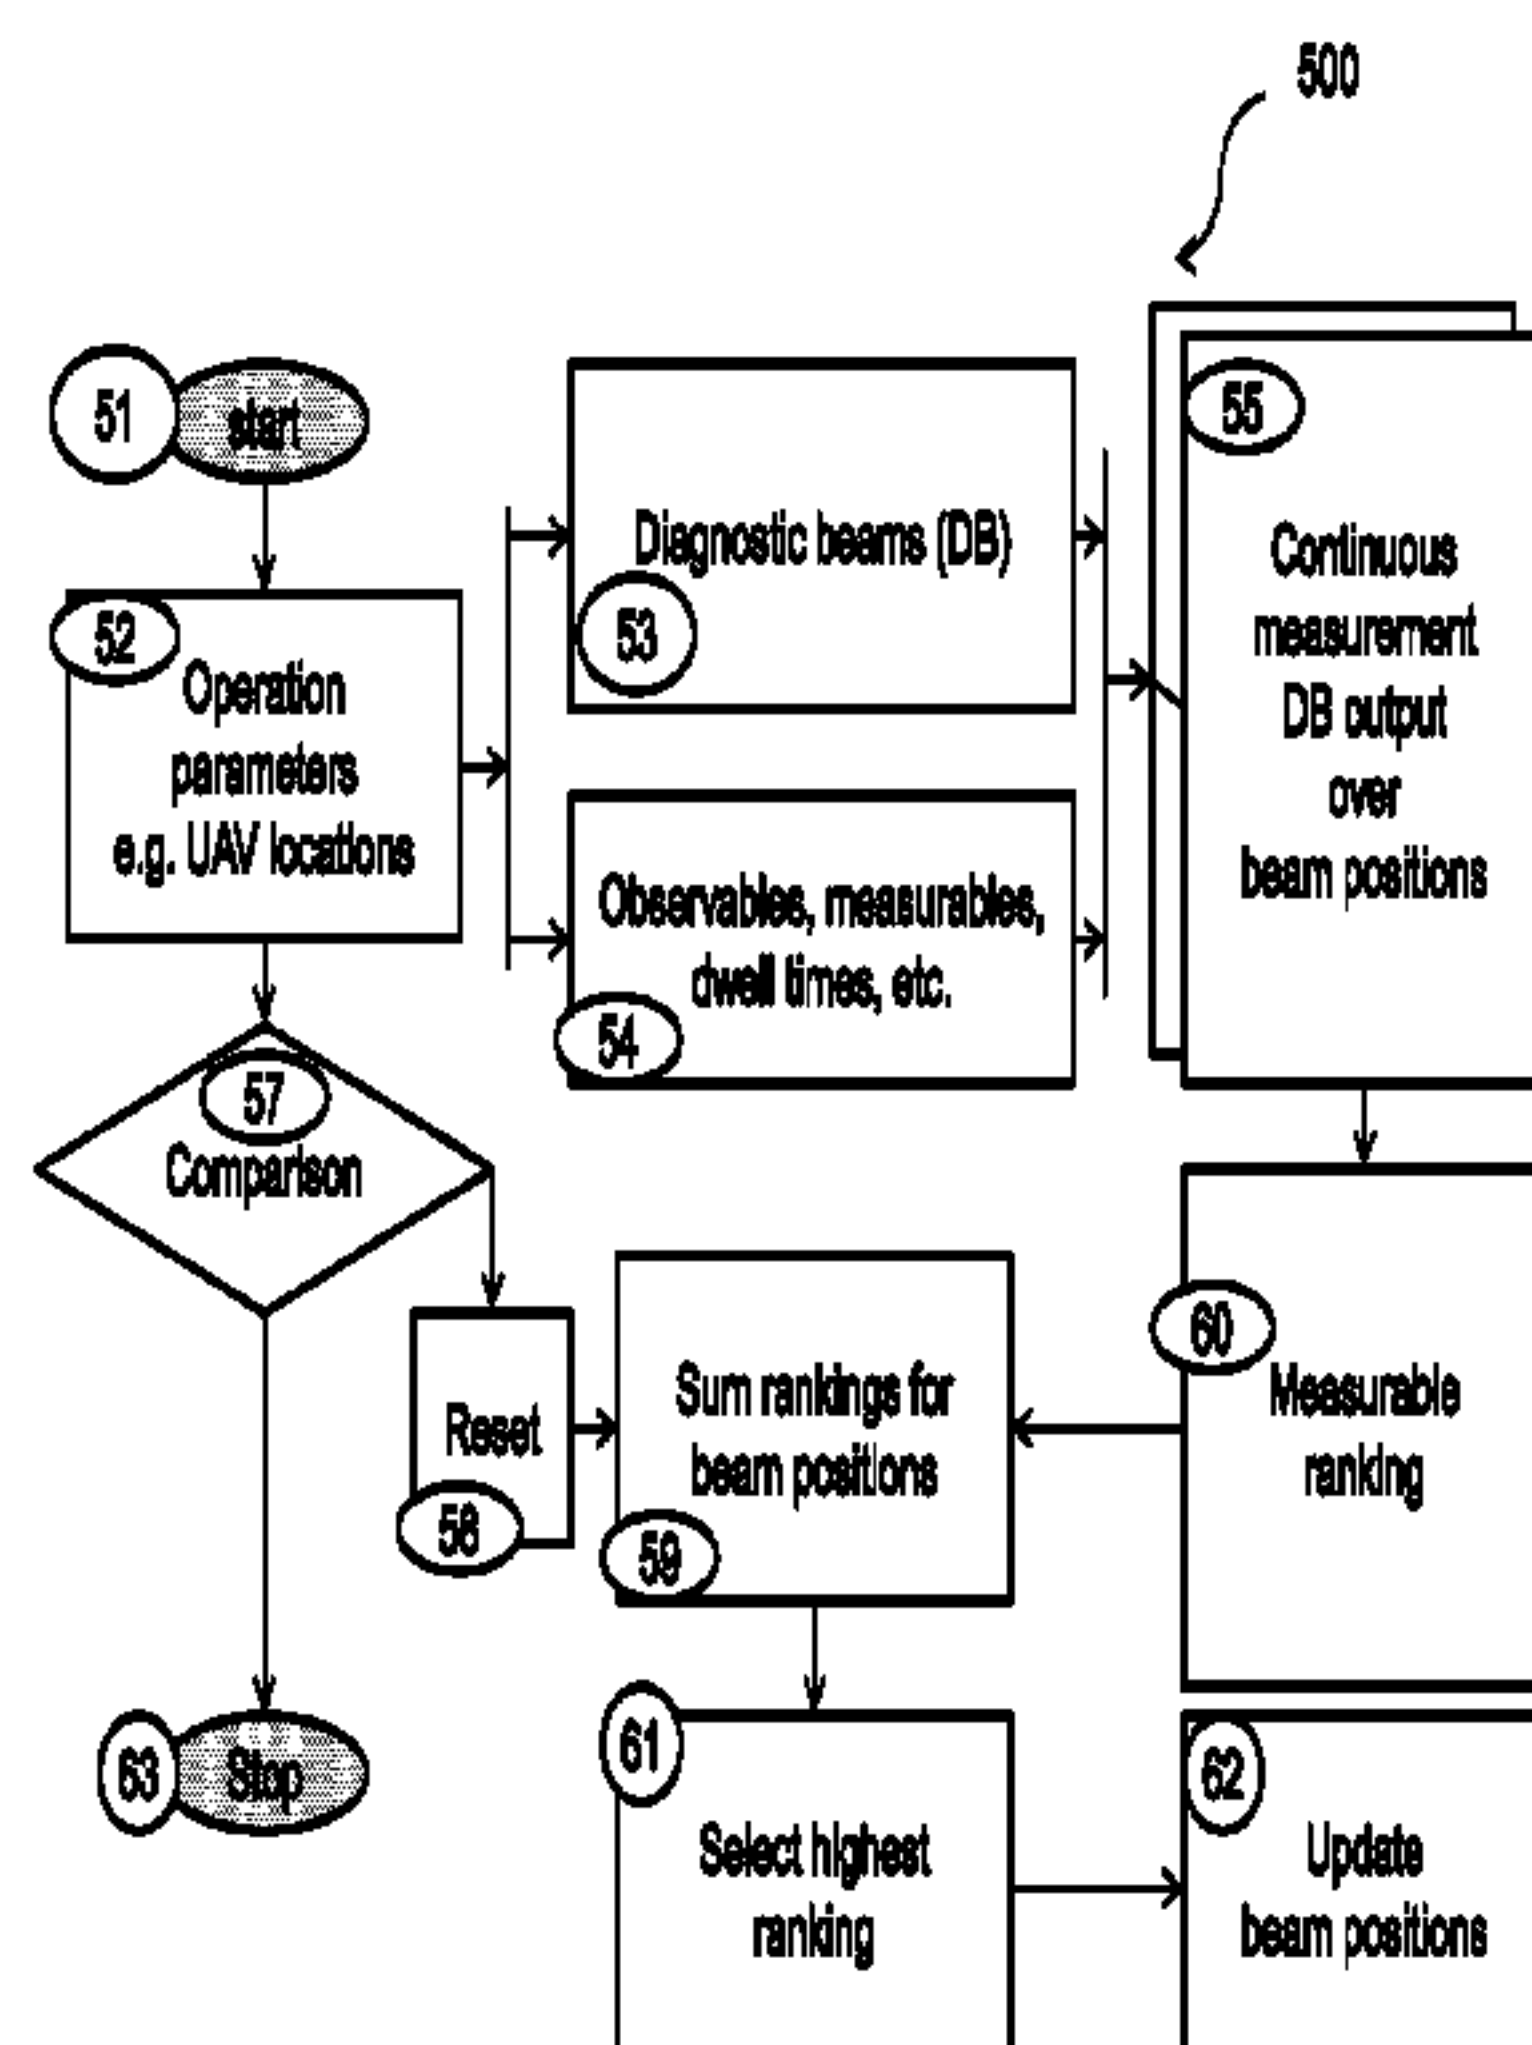 500
51
start
52
Operation
parameters
e.g. UAV locations
Diagnostic beams (DB)
53
Observables, measurables,
dwell times, etc.
54
55
Continuous
measurement
DB output
over
beam positions
57
Comparison
Reset
58
Sum rankings for
beam positions
59
60
Measurable
ranking
63
Stop
61
Select highest
ranking
62
Update
beam positions